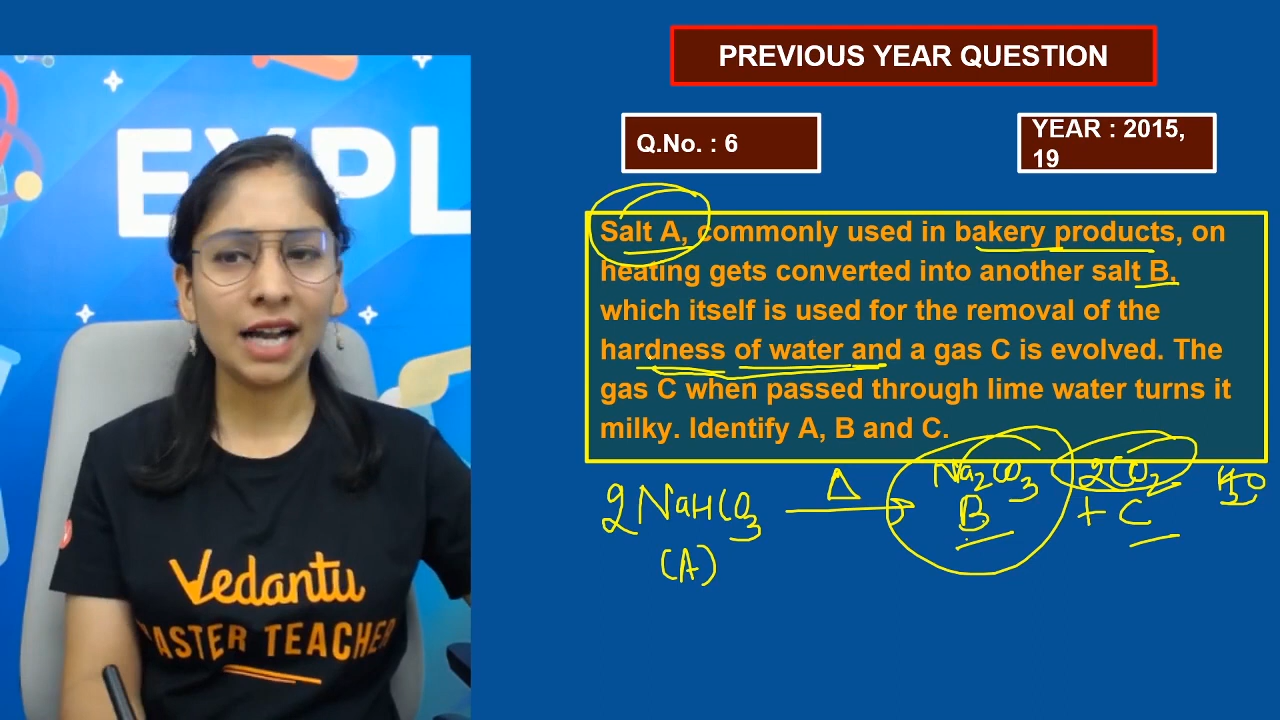 PREVIOUS YEAR QUESTION
Q.No. : 6
YEAR : 2015,
19
EXPL
Salt A, commonly used in bakery products, on
heating gets converted into another salt B,
which itself is used for the removal of the
hardness of water and a gas C is evolved. The
gas C when passed through lime water turns it
milky. Identify A, B and C.
2NaHCO3 Δ Na2CO3 2CO2 H2O
(A) B + C
Vedantu
MASTER TEACHER